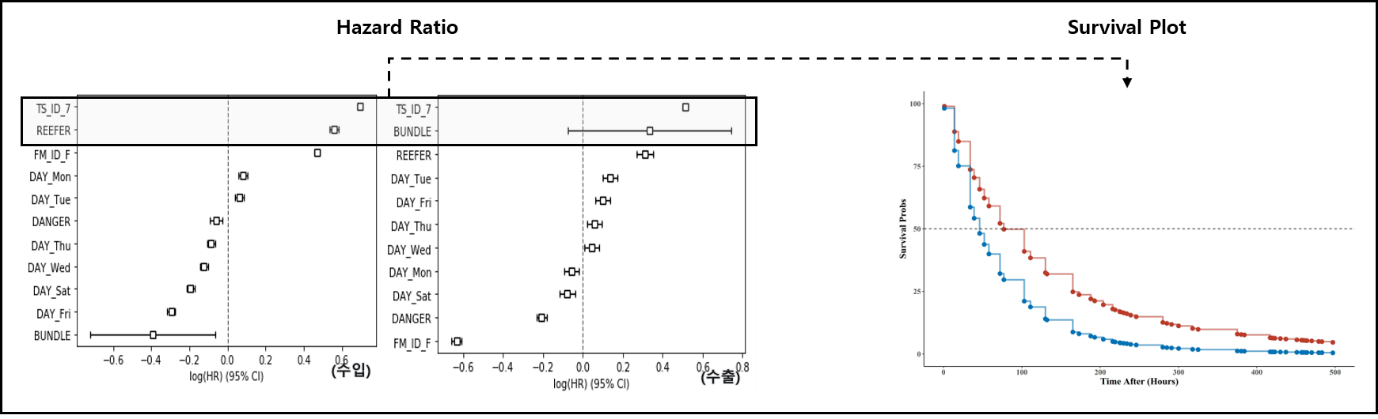 Hazard Ratio
Survival Plot
TS_ID_7
REEFER
FM_ID_F
DAY_Mon
DAY_Tue
DANGER
DAY_Thu
DAY_Wed
DAY_Sat
DAY_Fri
BUNDLE
−0.6 −0.4 −0.2 0.0 0.2 0.4 0.6
log(HR) (95% CI)
(수입)
TS_ID_7
BUNDLE
REEFER
DAY_Tue
DAY_Fri
DAY_Thu
DAY_Wed
DAY_Mon
DAY_Sat
DANGER
FM_ID_F
−0.6 −0.4 −0.2 0.0 0.2 0.4 0.6 0.8
log(HR) (95% CI)
(수출)
Survival Probs
100
75
50
25
0
0 100 200 300 400 500
Time After (Hours)